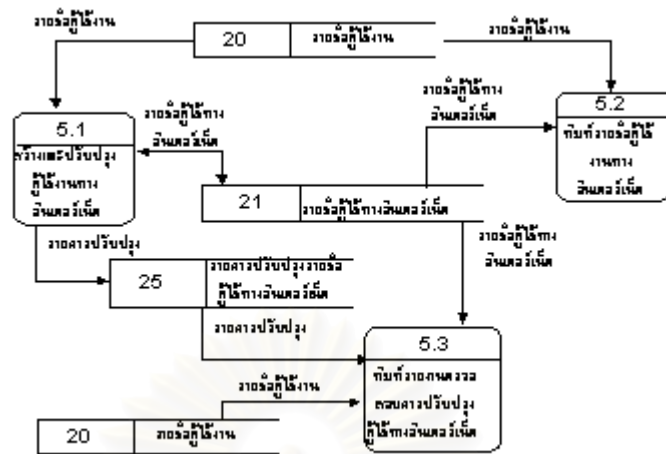 รายชื่อผู้ใช้งาน
20
รายชื่อผู้ใช้งาน
รายชื่อผู้ใช้งาน
5.1
สร้างและปรับปรุง
ผู้ใช้งานทาง
อินเตอร์เน็ต
รายชื่อผู้ใช้ทาง
อินเตอร์เน็ต
รายชื่อผู้ใช้ทาง
อินเตอร์เน็ต
5.2
พิมพ์รายชื่อผู้ใช้
งานทาง
อินเตอร์เน็ต
21
รายชื่อผู้ใช้ทางอินเตอร์เน็ต
รายชื่อผู้ใช้ทาง
อินเตอร์เน็ต
รายการปรับปรุง
25
รายการปรับปรุงรายชื่อ
ผู้ใช้ทางอินเตอร์เน็ต
รายการปรับปรุง
5.3
พิมพ์รายงานตรวจ
สอบการปรับปรุง
ผู้ใช้ทางอินเตอร์เน็ต
รายชื่อผู้ใช้งาน
20
รายชื่อผู้ใช้งาน